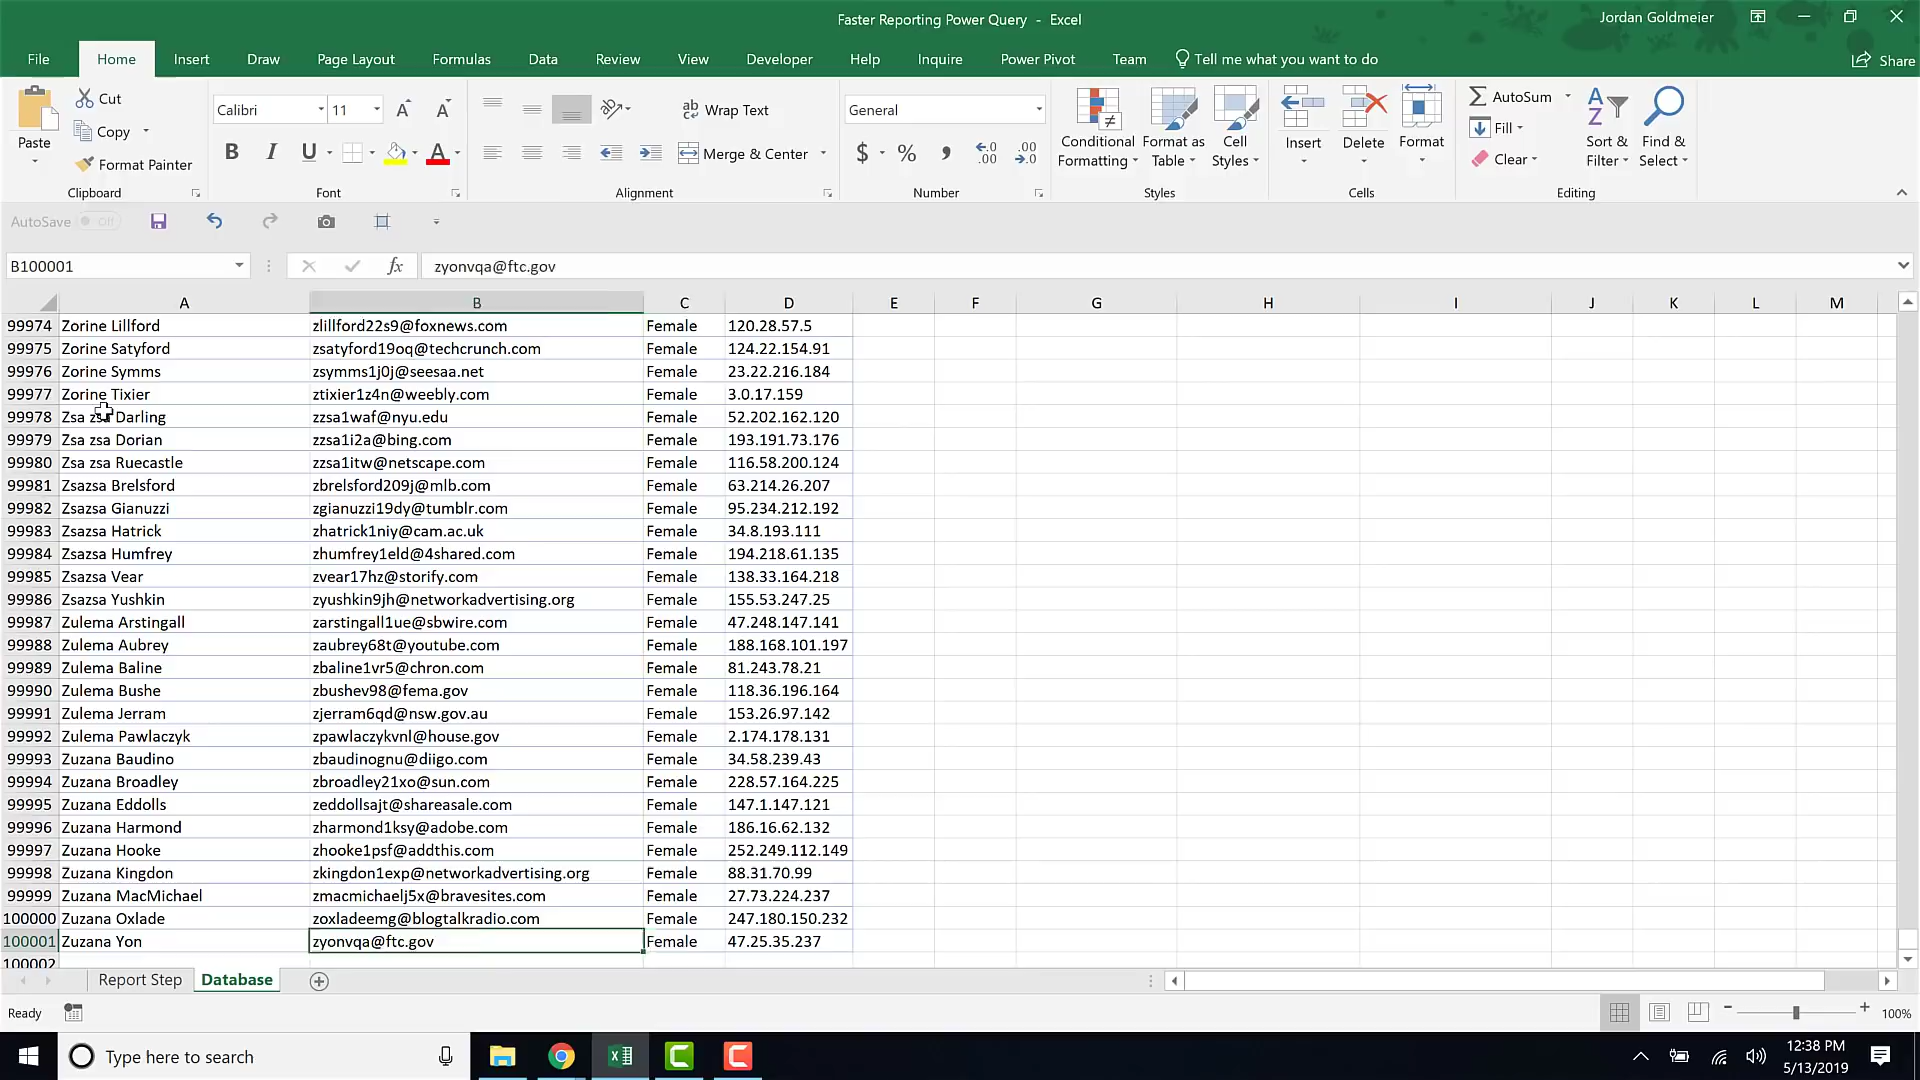 Faster Reporting Power Query - Excel
Jordan Goldmeier
File Home Insert Draw Page Layout Formulas Data Review View Developer Help Inquire Power Pivot Team Tell me what you want to do Share
Paste
Cut
Copy
Format Painter
Clipboard
Calibri 11
B I U A
Font
ab Wrap Text
Merge & Center
Alignment
General
$ % ,
Number
Conditional Formatting
Format as Table
Cell Styles
Styles
Insert
Delete
Format
Cells
AutoSum
Fill
Clear
Sort & Filter
Find & Select
Editing
AutoSave Off
B100001 fx zyonvqa@ftc.gov
A B C D E F G H I J K L M
99974 Zorine Lillford zlillford22s9@foxnews.com Female 120.28.57.5
99975 Zorine Satyford zsatyford19oq@techcrunch.com Female 124.22.154.91
99976 Zorine Symms zsymms1j0j@seesaa.net Female 23.22.216.184
99977 Zorine Tixier ztixier1z4n@weebly.com Female 3.0.17.159
99978 Zsa zsa Darling zzsa1waf@nyu.edu Female 52.202.162.120
99979 Zsa zsa Dorian zzsa1i2a@bing.com Female 193.191.73.176
99980 Zsa zsa Ruecastle zzsa1itw@netscape.com Female 116.58.200.124
99981 Zsazsa Brelsford zbrelsford209j@mlb.com Female 63.214.26.207
99982 Zsazsa Gianuzzi zgianuzzi19dy@tumblr.com Female 95.234.212.192
99983 Zsazsa Hatrick zhatrick1niy@cam.ac.uk Female 34.8.193.111
99984 Zsazsa Humfrey zhumfrey1eld@4shared.com Female 194.218.61.135
99985 Zsazsa Vear zvear17hz@storify.com Female 138.33.164.218
99986 Zsazsa Yushkin zyushkin9jh@networkadvertising.org Female 155.53.247.25
99987 Zulema Arstingall zarstingall1ue@sbwire.com Female 47.248.147.141
99988 Zulema Aubrey zaubrey68t@youtube.com Female 188.168.101.197
99989 Zulema Baline zbaline1vr5@chron.com Female 81.243.78.21
99990 Zulema Bushe zbushev98@fema.gov Female 118.36.196.164
99991 Zulema Jerram zjerram6qd@nsw.gov.au Female 153.26.97.142
99992 Zulema Pawlaczyk zpawlaczykvnl@house.gov Female 2.174.178.131
99993 Zuzana Baudino zbaudinognu@diigo.com Female 34.58.239.43
99994 Zuzana Broadley zbroadley21xo@sun.com Female 228.57.164.225
99995 Zuzana Eddolls zeddollsajt@shareasale.com Female 147.1.147.121
99996 Zuzana Harmond zharmond1ksy@adobe.com Female 186.16.62.132
99997 Zuzana Hooke zhooke1psf@addthis.com Female 252.249.112.149
99998 Zuzana Kingdon zkingdon1exp@networkadvertising.org Female 88.31.70.99
99999 Zuzana MacMichael zmacmichaelj5x@bravesites.com Female 27.73.224.237
100000 Zuzana Oxlade zoxladeemg@blogtalkradio.com Female 247.180.150.232
100001 Zuzana Yon zyonvqa@ftc.gov Female 47.25.35.237
100002
Report Step Database
Ready 100%
Type here to search
12:38 PM
5/13/2019